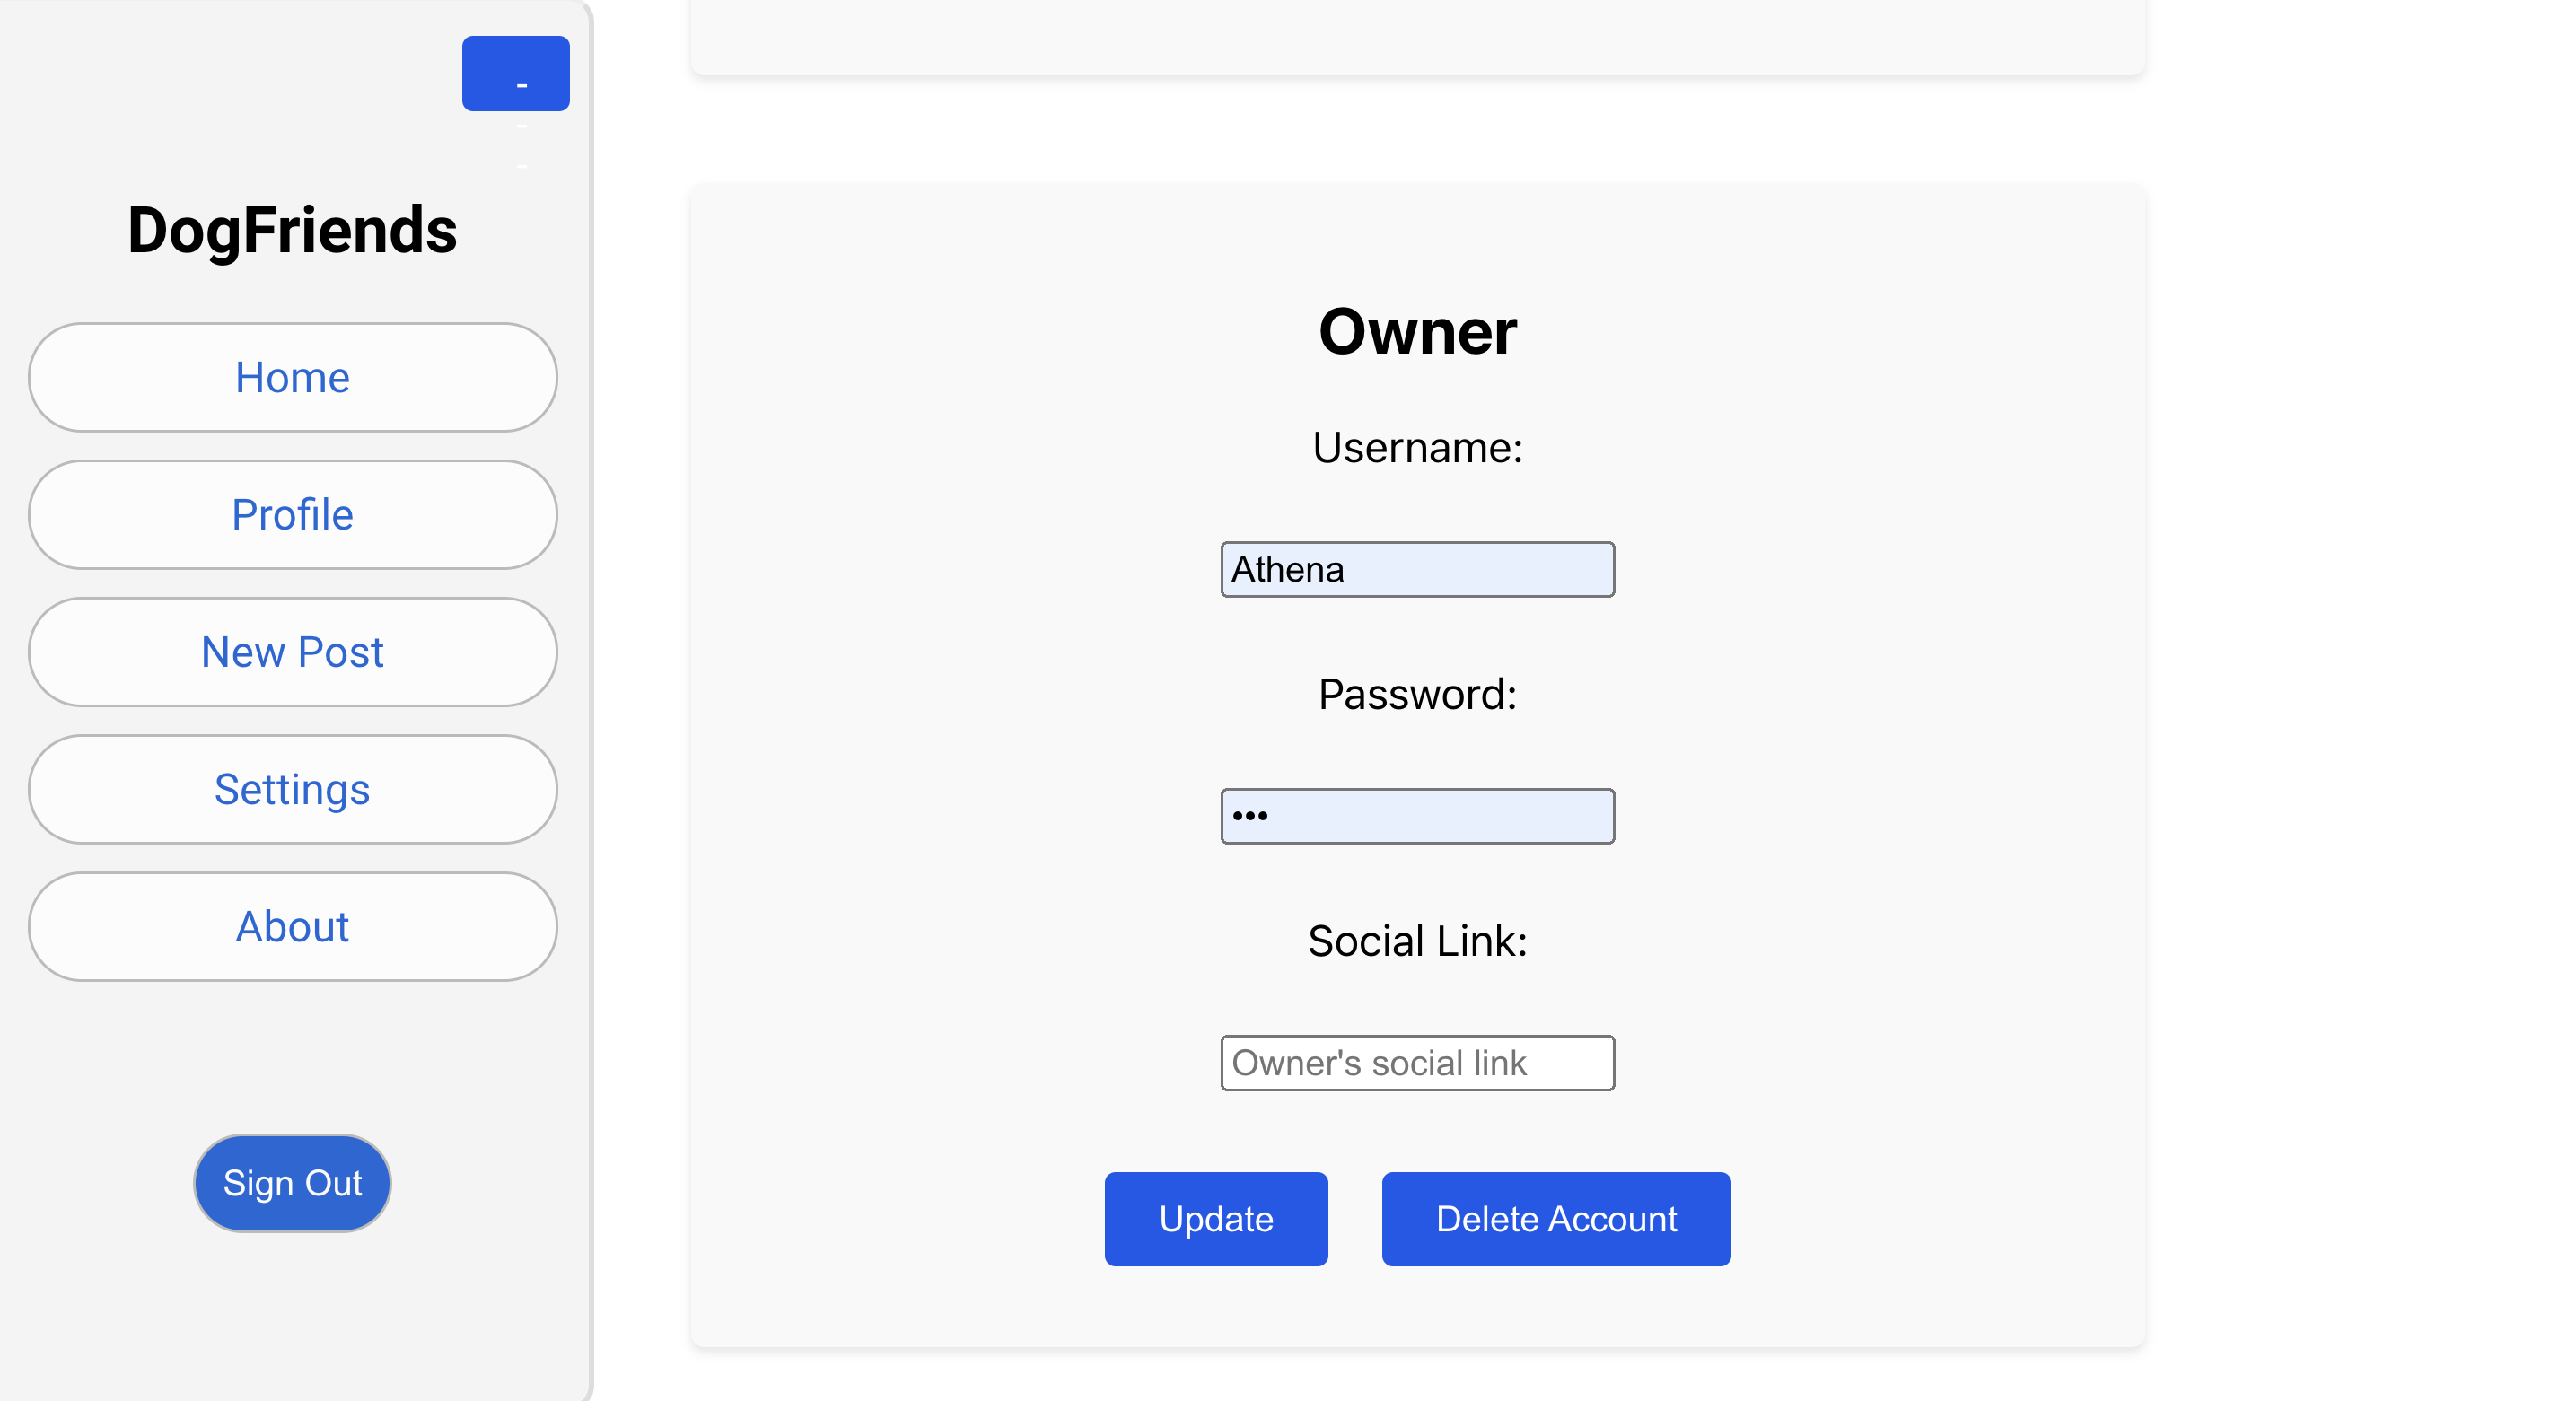 -
-
-
DogFriends
Home
Profile
New Post
Settings
About
Sign Out
Owner
Username:
Athena
Password:
•••
Social Link:
Owner's social link
Update
Delete Account